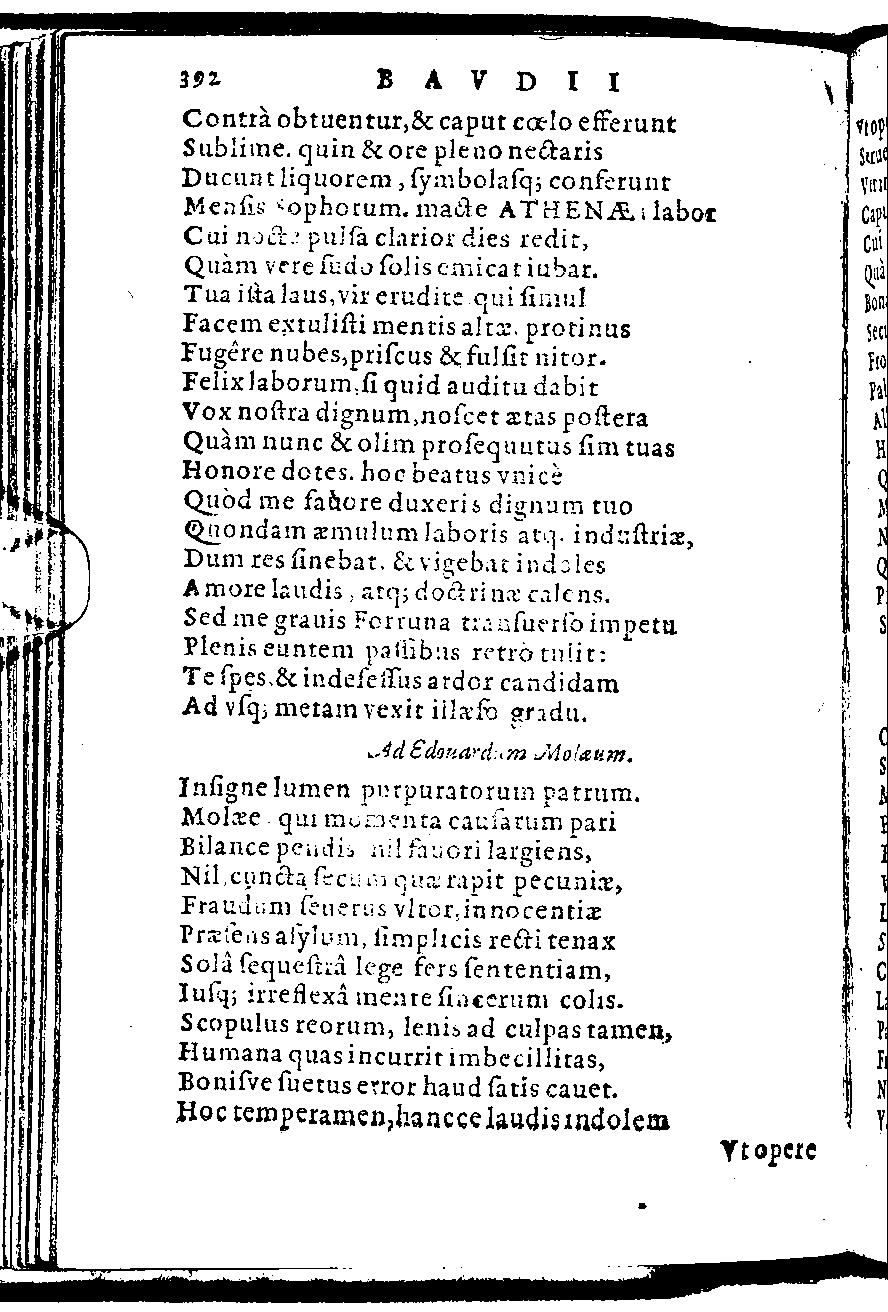 392 BAVDII
Contrà obtuentur, & caput cœlo efferunt
Sublime. quin & ore pleno nectaris
Ducunt liquorem, ſymbolaſq; conferunt
Menſis ſophorum. macte ATHENÆ: labor
Cui nocte pulſa clarior dies redit,
Quàm vere ſudo ſolis emicat iubar.
Tua iſta laus, vir erudite qui ſimul
Facem extuliſti mentis altæ. protinus
Fugêre nubes, priſcus & fulſit nitor.
Felix laborum, ſi quid auditu dabit
Vox noſtra dignum, noſcet ætas poſtera
Quàm nunc & olim proſequutus ſim tuas
Honore dotes. hoc beatus vnicè
Quòd me fauore duxeris dignum tuo
Quondam æmulum laboris atq. induſtriæ,
Dum res ſinebat. & vigebat indoles
Amore laudis, atq; doctrinæ calens.
Sed me grauis Fortuna tranſuerſo impetu
Plenis euntem paſſibus retrò tulit:
Te ſpes. & indefeſſus ardor candidam
Ad vſq; metam vexit illæſo gradu.
Ad Edouardum Molæum.
Inſigne lumen purpuratorum patrum.
Molæe. qui momenta cauſarum pari
Bilance pendis nil fauori largiens,
Nil, cuncta ſecum quæ rapit pecuniæ,
Fraudum ſeuerus vltor, innocentiæ
Præſens aſylum, ſimplicis recti tenax
Solâ ſequeſtrâ lege fers ſententiam,
Iuſq; irreflexâ mente ſincerum colis.
Scopulus reorum, lenis ad culpas tamen,
Humana quas incurrit imbecillitas,
Boniſve ſuetus error haud ſatis cauet.
Hoc temperamen, hancce laudis indolem
Vt opere